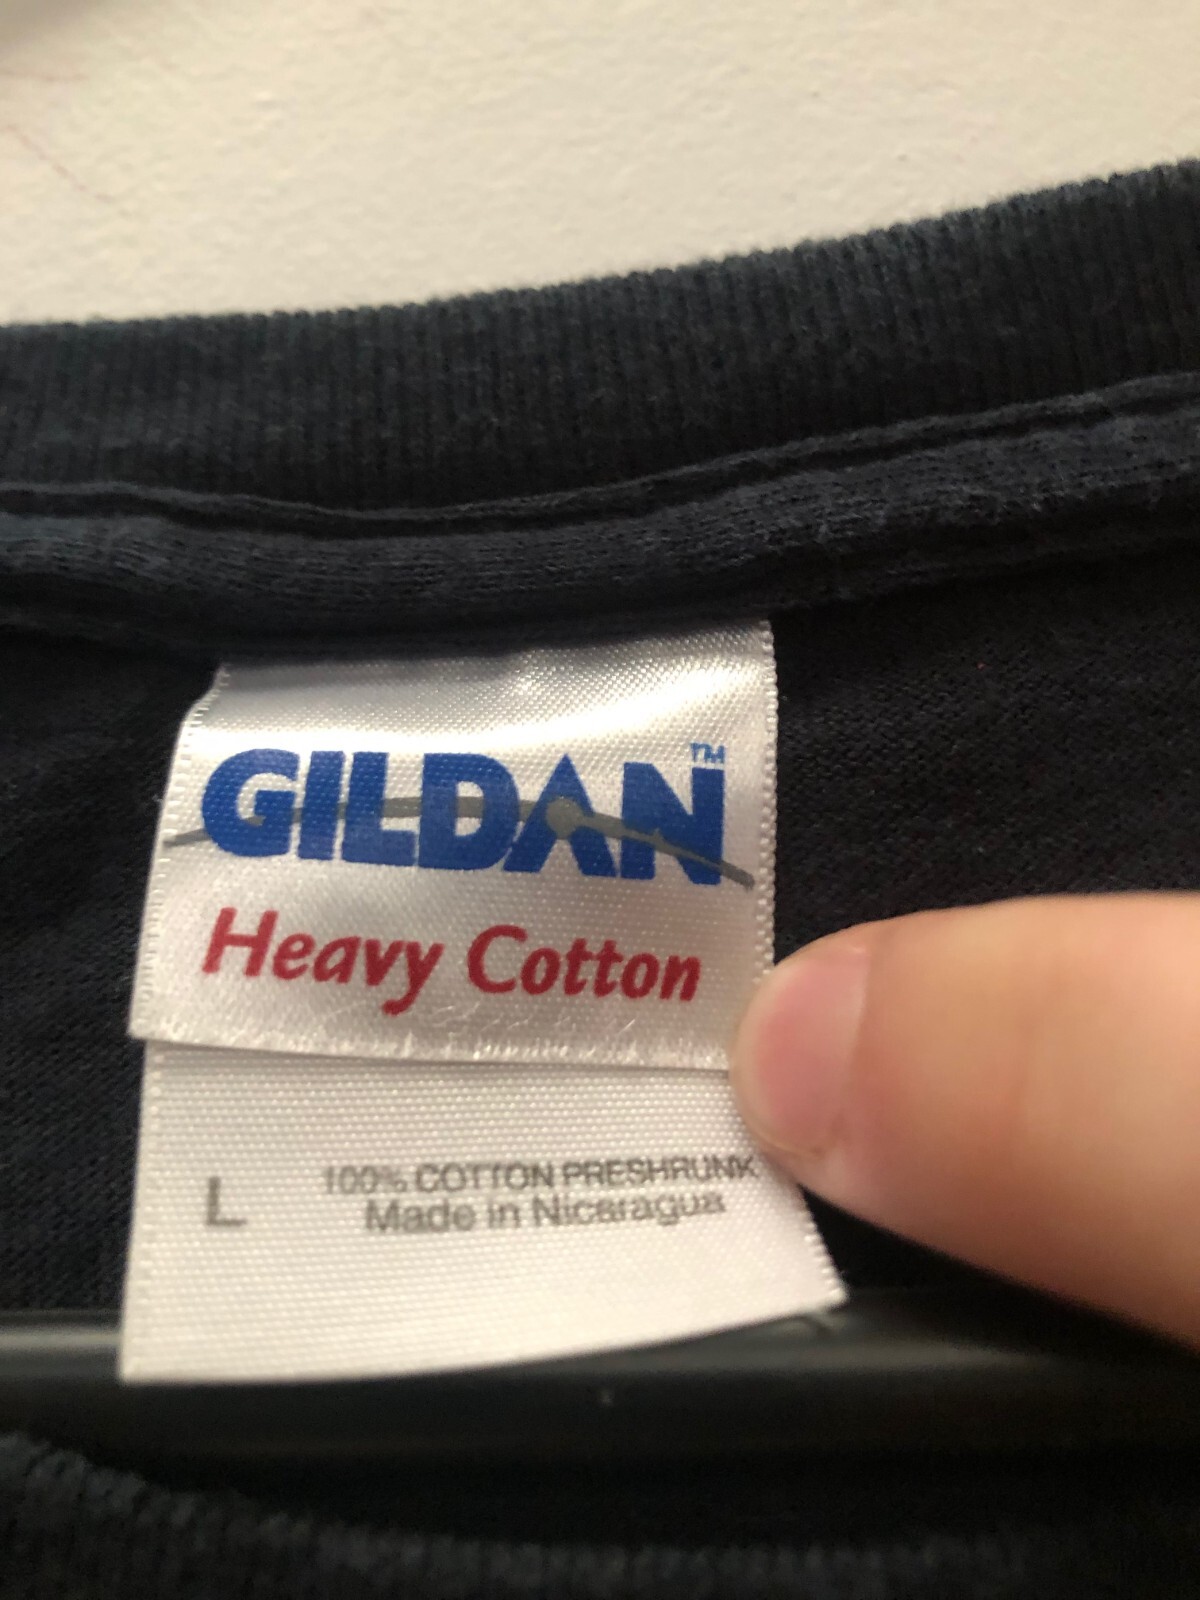 GILDAN™
Heavy Cotton
L
100% COTTON PRESHRUNK
Made in Nicaragua